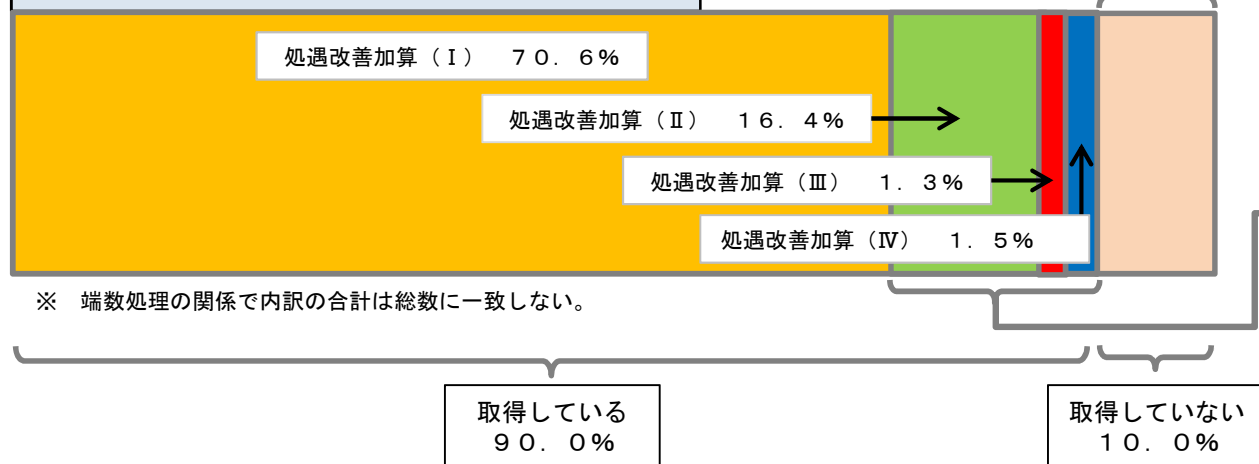 処遇改善加算（Ⅰ）　７０．６％
処遇改善加算（Ⅱ）　１６．４％
処遇改善加算（Ⅲ）　１．３％
処遇改善加算（Ⅳ）　１．５％
※　端数処理の関係で内訳の合計は総数に一致しない。
取得している
９０．０％
取得していない
１０．０％